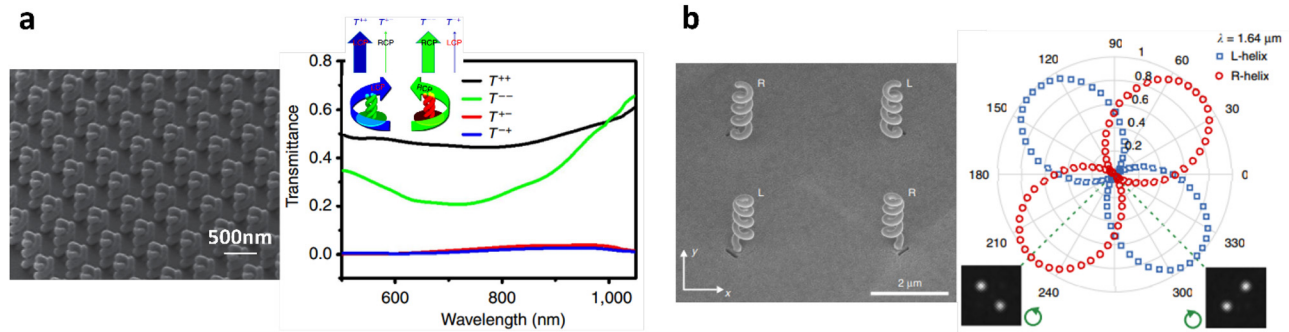 a
500nm
T⁺⁺
T⁺⁻
T⁻⁻
T⁻⁺
LCP
RCP
RCP
LCP
RCP
T⁺⁺
T⁻⁻
T⁺⁻
T⁻⁺
Transmittance
0.8
0.6
0.4
0.2
0.0
600
800
1,000
Wavelength (nm)
b
R
L
L
R
y
x
2 μm
λ = 1.64 μm
L-helix
R-helix
90
120
60
150
30
180
0
210
330
240
300
1
0.8
0.6
0.4
0.2